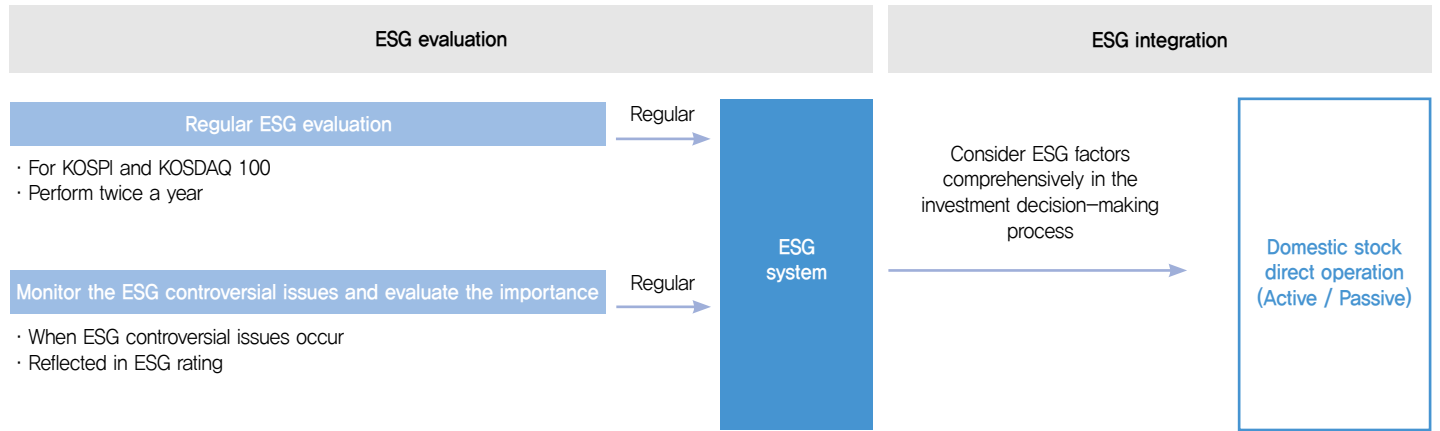 ESG evaluation
ESG integration
Regular ESG evaluation
Regular
· For KOSPI and KOSDAQ 100
· Perform twice a year
Monitor the ESG controversial issues and evaluate the importance
Regular
· When ESG controversial issues occur
· Reflected in ESG rating
ESG
system
Consider ESG factors
comprehensively in the
investment decision-making
process
Domestic stock
direct operation
(Active / Passive)